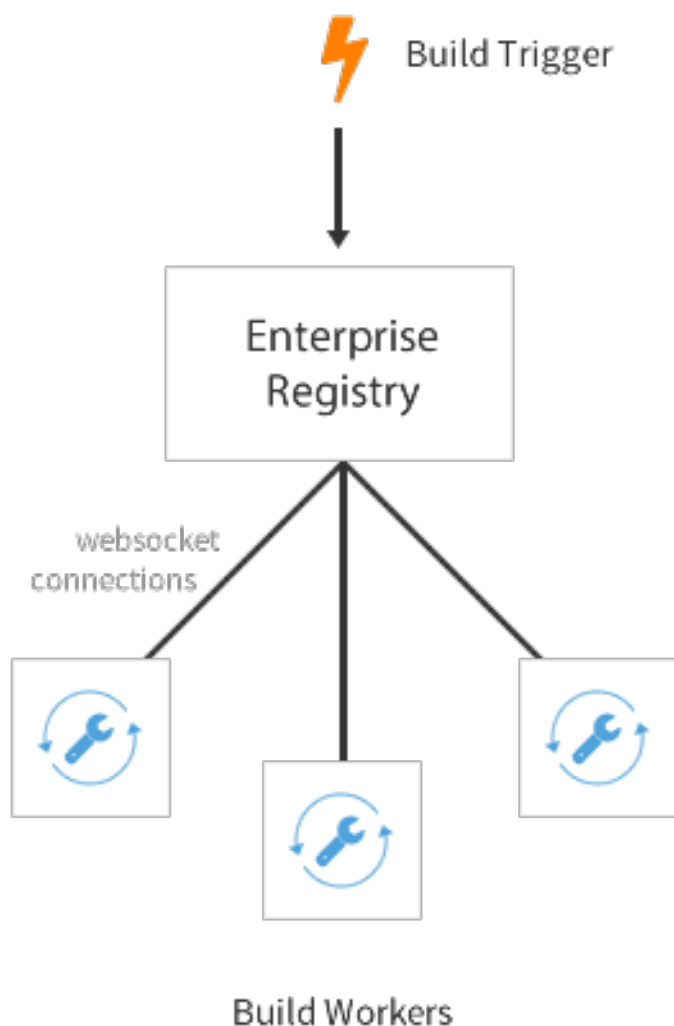 Build Trigger
Enterprise
Registry
websocket
connections
Build Workers